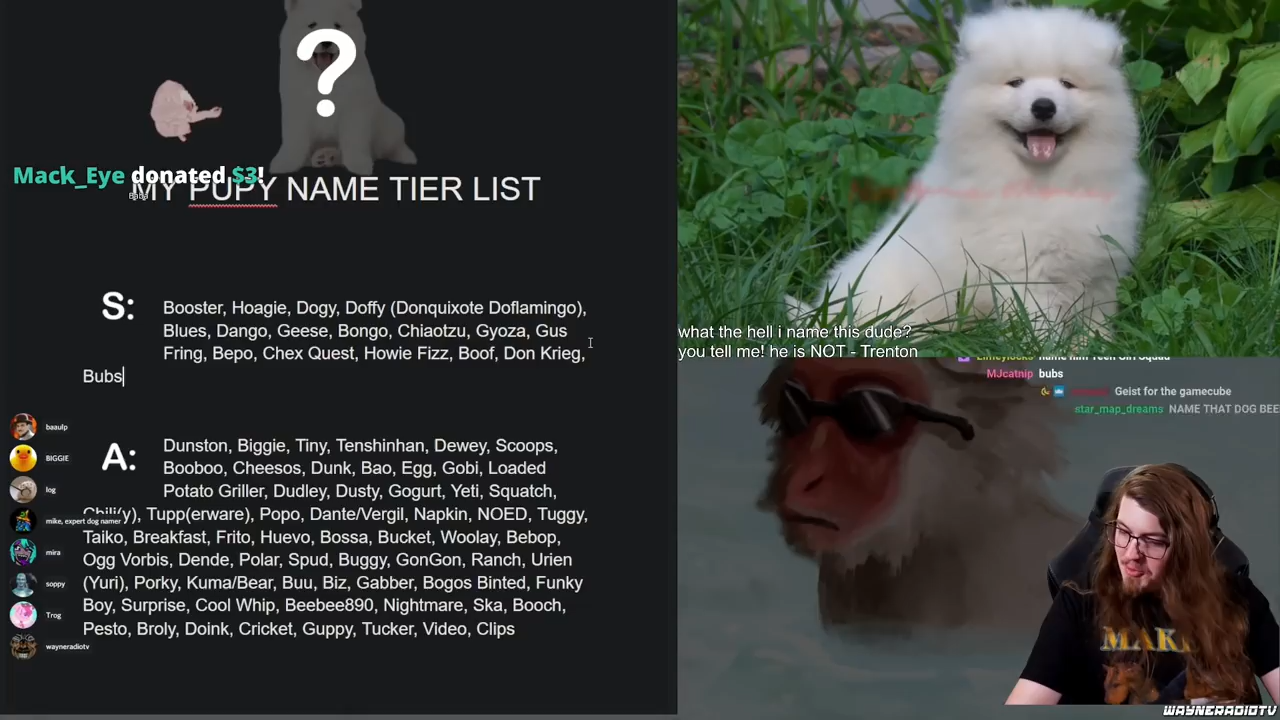 Mack_Eye donated $3!
Baba
MY PUPY NAME TIER LIST
S:
Booster, Hoagie, Dogy, Doffy (Donquixote Doflamingo),
Blues, Dango, Geese, Bongo, Chiaotzu, Gyoza, Gus
Fring, Bepo, Chex Quest, Howie Fizz, Boof, Don Krieg,
Bubs
A:
Dunston, Biggie, Tiny, Tenshinhan, Dewey, Scoops,
Booboo, Cheesos, Dunk, Bao, Egg, Gobi, Loaded
Potato Griller, Dudley, Dusty, Gogurt, Yeti, Squatch,
Chili(y), Tupp(erware), Popo, Dante/Vergil, Napkin, NOED, Tuggy,
Taiko, Breakfast, Frito, Huevo, Bossa, Bucket, Woolay, Bebop,
Ogg Vorbis, Dende, Polar, Spud, Buggy, GonGon, Ranch, Urien
(Yuri), Porky, Kuma/Bear, Buu, Biz, Gabber, Bogos Binted, Funky
Boy, Surprise, Cool Whip, Beebee890, Nightmare, Ska, Booch,
Pesto, Broly, Doink, Cricket, Guppy, Tucker, Video, Clips
baaulp
BIGGIE
log
mike, expert dog namer
mira
soppy
Trog
wayneradiotv
what the hell i name this dude?
you tell me! he is NOT - Trenton
name him Teen Girl Squad
MJcatnip bubs
Geist for the gamecube
star_map_dreams NAME THAT DOG BEE
MAK
WAYNERADIOTV